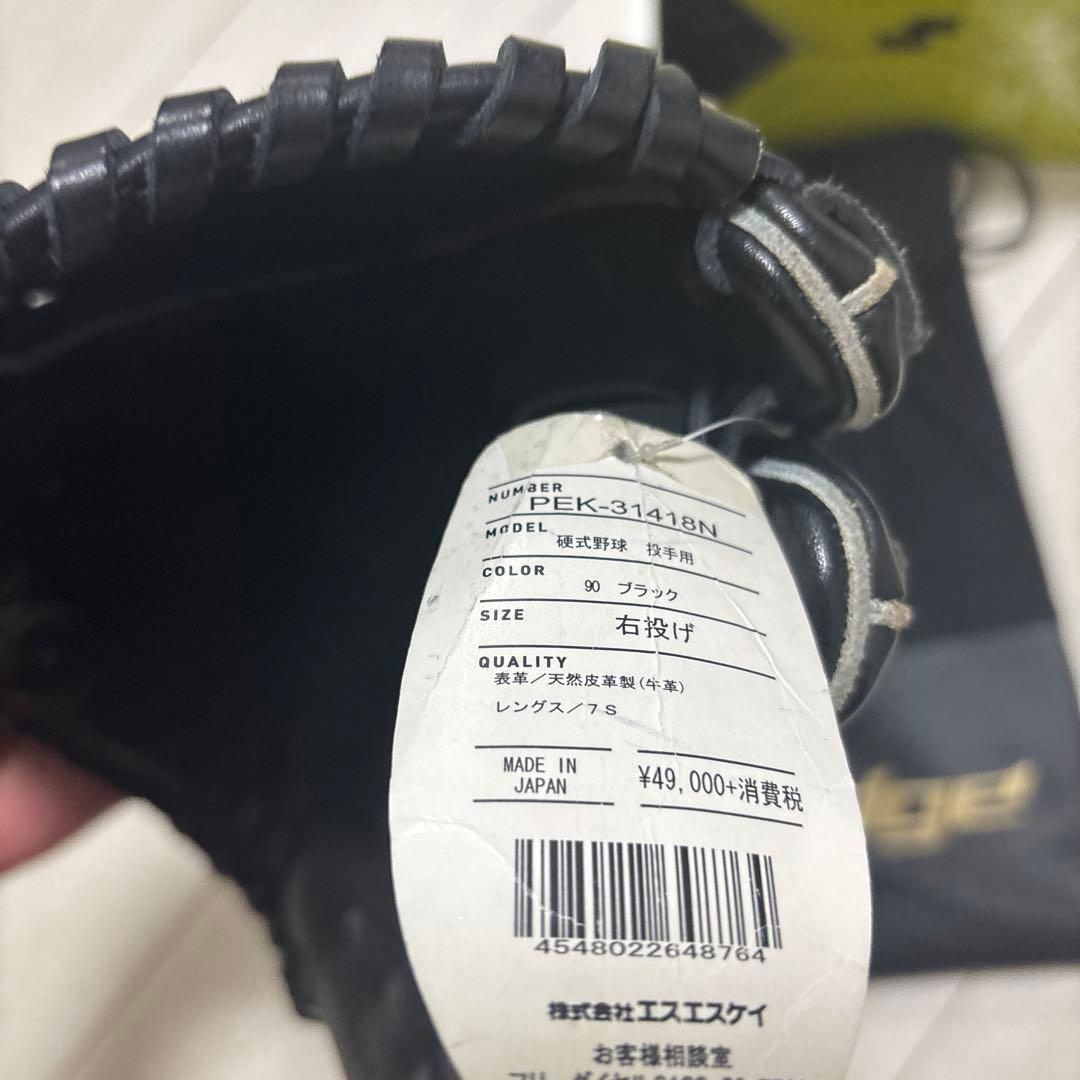 NUMBER
PEK-31418N
MODEL
硬式野球 投手用
COLOR
90 ブラック
SIZE
右投げ
QUALITY
表革／天然皮革製(牛革)
レングス／7S
MADE IN
JAPAN
¥49,000+消費税
4548022648764
株式会社エスエスケイ
お客様相談室